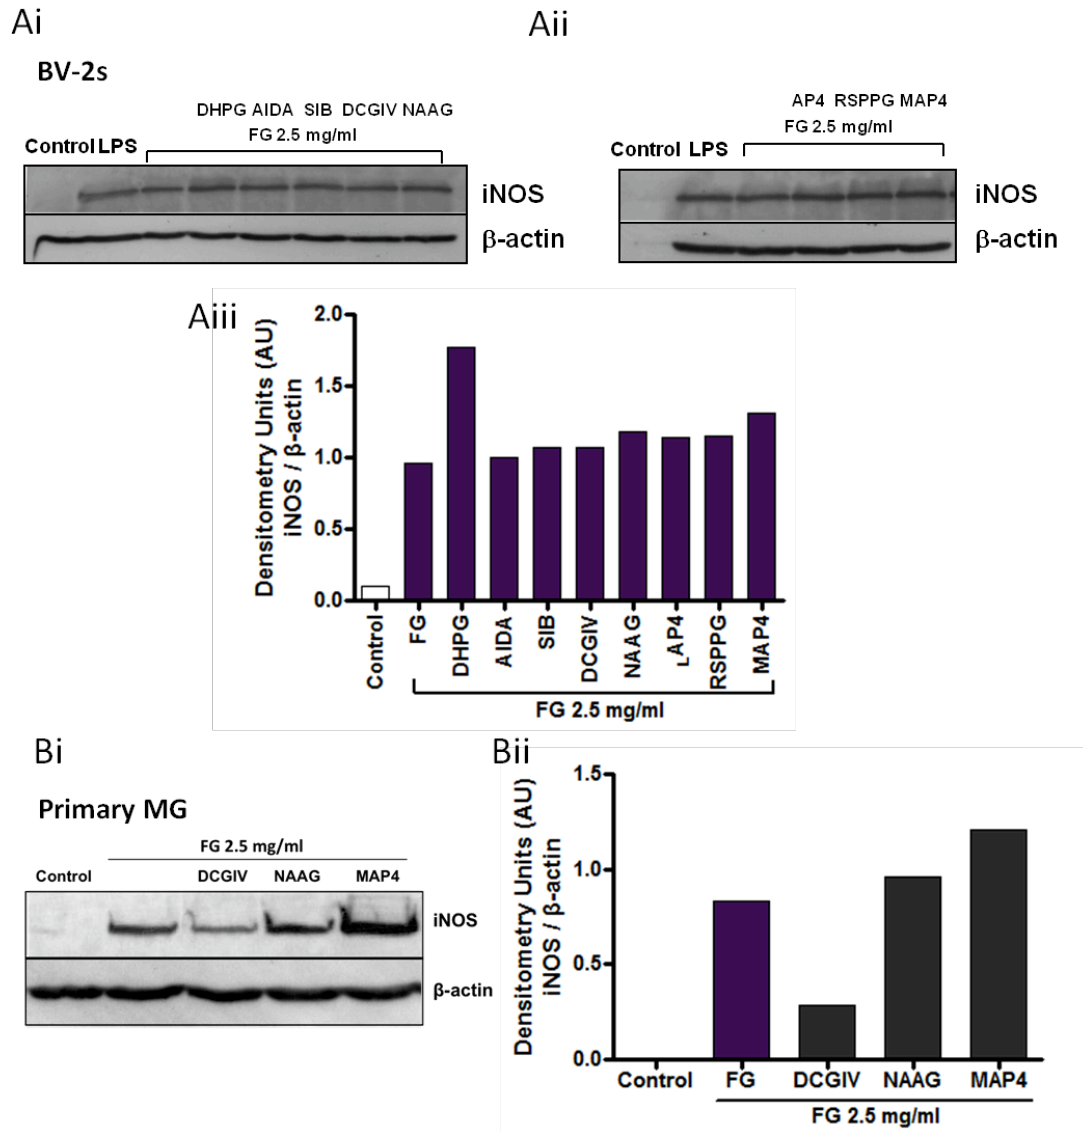 Ai
Aii
BV-2s
DHPG AIDA SIB DCGIV NAAG
FG 2.5 mg/ml
Control LPS
iNOS
β-actin
AP4 RSPPG MAP4
FG 2.5 mg/ml
Control LPS
iNOS
β-actin
Aiii
Densitometry Units (AU)
iNOS / β-actin
2.0
1.5
1.0
0.5
0.0
Control
FG
DHPG
AIDA
SIB
DCGIV
NAAG
LAP4
RSPPG
MAP4
FG 2.5 mg/ml
Bi
Primary MG
FG 2.5 mg/ml
Control DCGIV NAAG MAP4
iNOS
β-actin
Bii
Densitometry Units (AU)
iNOS / β-actin
1.5
1.0
0.5
0.0
Control FG DCGIV NAAG MAP4
FG 2.5 mg/ml